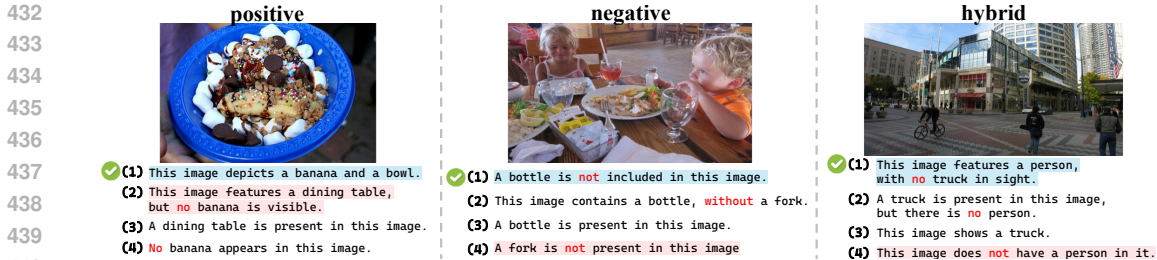 432
433
434
435
436
437
438
439
positive
(1) This image depicts a banana and a bowl.
(2) This image features a dining table,
but no banana is visible.
(3) A dining table is present in this image.
(4) No banana appears in this image.
negative
(1) A bottle is not included in this image.
(2) This image contains a bottle, without a fork.
(3) A bottle is present in this image.
(4) A fork is not present in this image
hybrid
(1) This image features a person,
with no truck in sight.
(2) A truck is present in this image,
but there is no person.
(3) This image shows a truck.
(4) This image does not have a person in it.